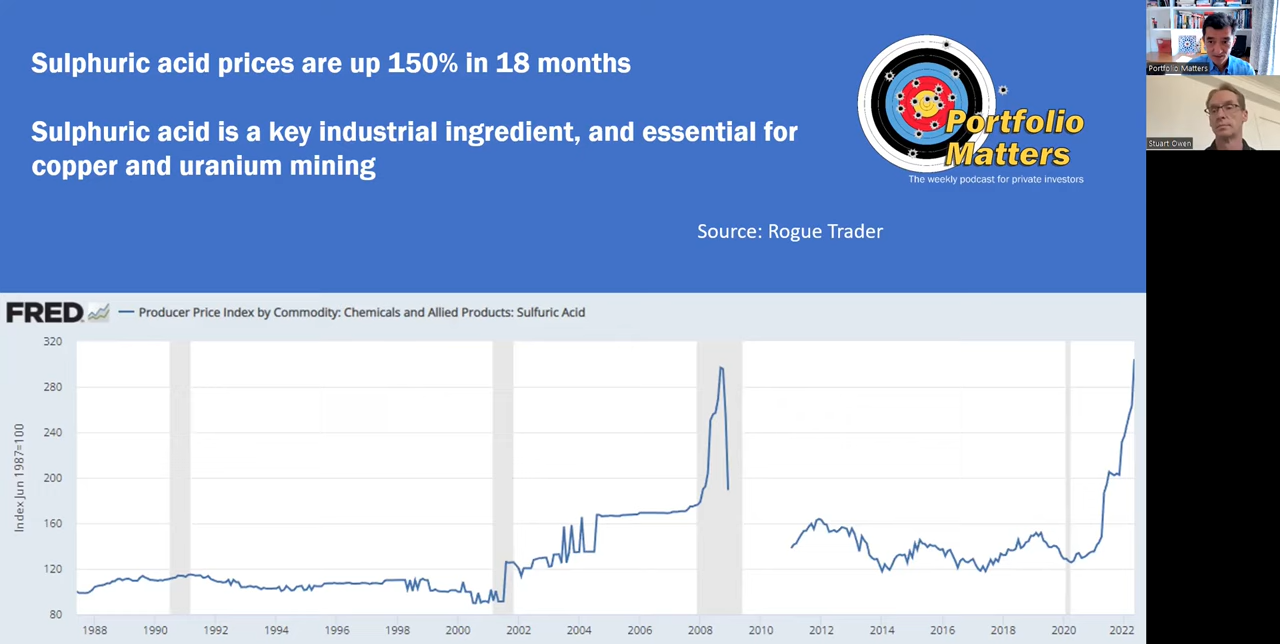 Sulphuric acid prices are up 150% in 18 months
Sulphuric acid is a key industrial ingredient, and essential for
copper and uranium mining
Portfolio
Matters
The weekly podcast for private investors
Source: Rogue Trader
Portfolio Matters
Stuart Owen
FRED
Producer Price Index by Commodity: Chemicals and Allied Products: Sulfuric Acid
Index Jun 1987=100
320
280
240
200
160
120
80
1988 1990 1992 1994 1996 1998 2000 2002 2004 2006 2008 2010 2012 2014 2016 2018 2020 2022